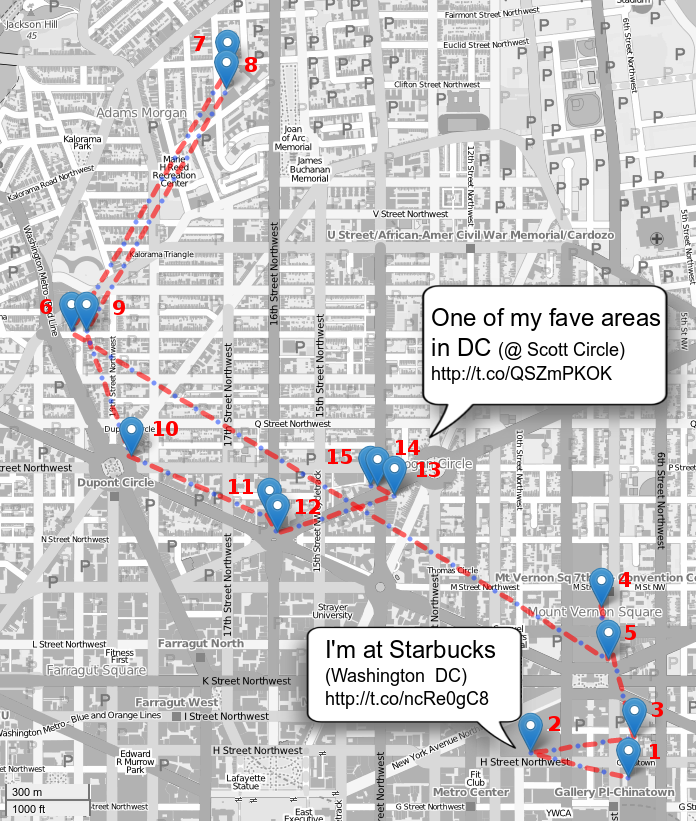 Jackson Hill
45
Fairmont Street Northwest
Euclid Street Northwest
7
8
Clifton Street Northwest
Adams Morgan
Kalorama
Park
Joan
of Arc
Memorial
James
Buchanan
Memorial
Marie
H Reed
Recreation
Center
12th Street Northwest
6th Street Northwest
Kalorama Road Northwest
V Street Northwest
U Street/African-Amer Civil War Memorial/Cardozo
5th Street
Kalorama Triangle
16th Street Northwest
6
9
One of my fave areas
in DC (@ Scott Circle)
http://t.co/QSZmPKOK
5th St NW
15th Street Northwest
17th Street Northwest
10
Q Street Northwest
14
15
13
Circle
10th Street Northwest
6th Street Northwest
Dupont Circle
11
12
N Street Northwest
Thomas Circle
M Street Northwest
Mt Vernon Sq 7th
Convention Ce
M St NW
4
Mount Vernon Square
5
17th Street Northwest
Strayer
University
L Street Northwest
Fitness
First
Farragut North
Farragut Square
I'm at Starbucks
(Washington DC)
http://t.co/ncRe0gC8
K Street Northwest
Farragut West
I Street Northwest
Washington Metro - Blue and Orange Lines
2
3
1
H Street Northwest
New York Avenue
H Street Northwest
Edward
R Murrow
Park
Lafayette
Statue
Fit
Club
Metro Center
Gallery Pl-Chinatown
300 m
1000 ft
Street Northwest
East
Executive
G Street Northwest
YWCA
G Street Northwest